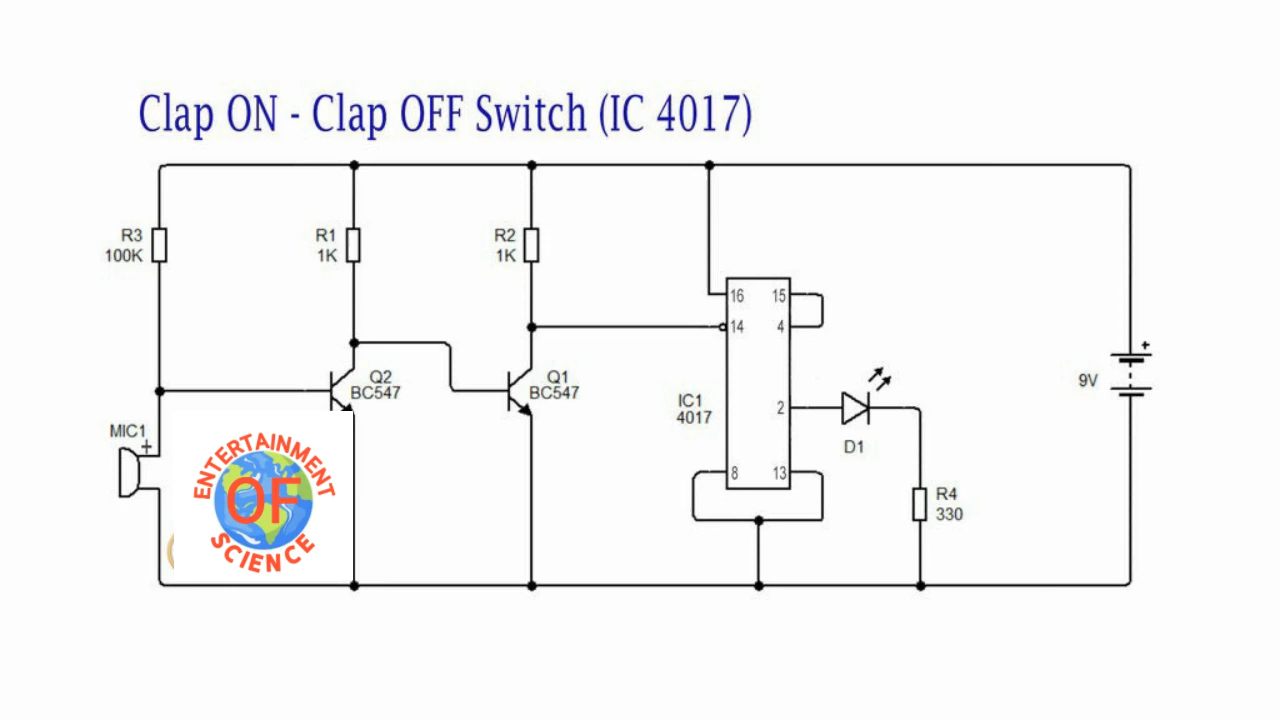 Clap ON - Clap OFF Switch (IC 4017)
R3
100K
R1
1K
R2
1K
16
15
14
4
Q2
BC547
Q1
BC547
+
9V
IC1
4017
2
D1
MIC1
+
8
13
R4
330
ENTERTAINMENT
OF
SCIENCE